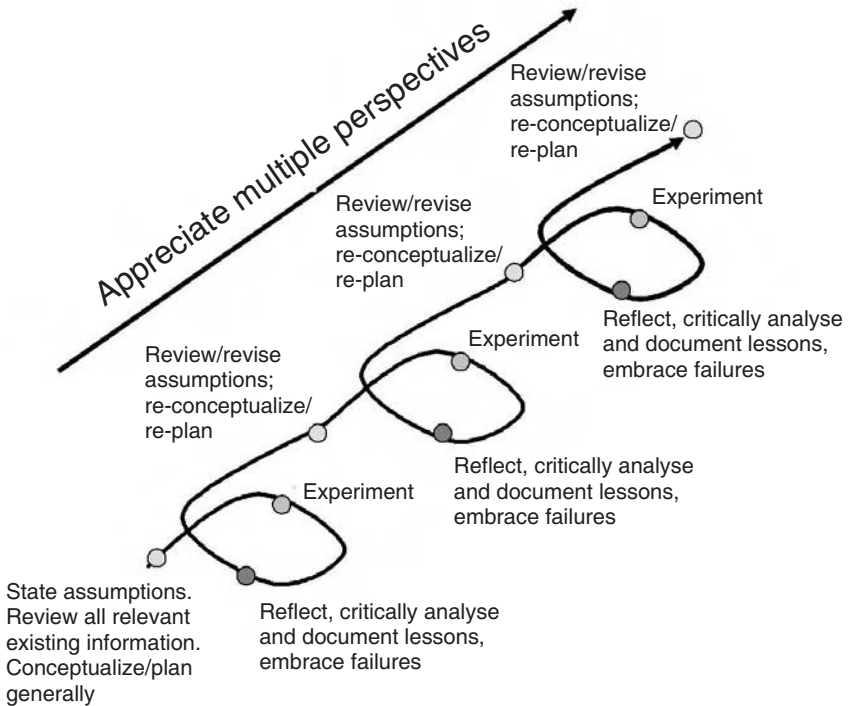 Appreciate multiple perspectives
Review/revise
assumptions;
re-conceptualize/
re-plan
Experiment
Reflect, critically analyse
and document lessons,
embrace failures
Review/revise
assumptions;
re-conceptualize/
re-plan
Experiment
Reflect, critically analyse
and document lessons,
embrace failures
Review/revise
assumptions;
re-conceptualize/
re-plan
Experiment
Reflect, critically analyse
and document lessons,
embrace failures
State assumptions.
Review all relevant
existing information.
Conceptualize/plan
generally